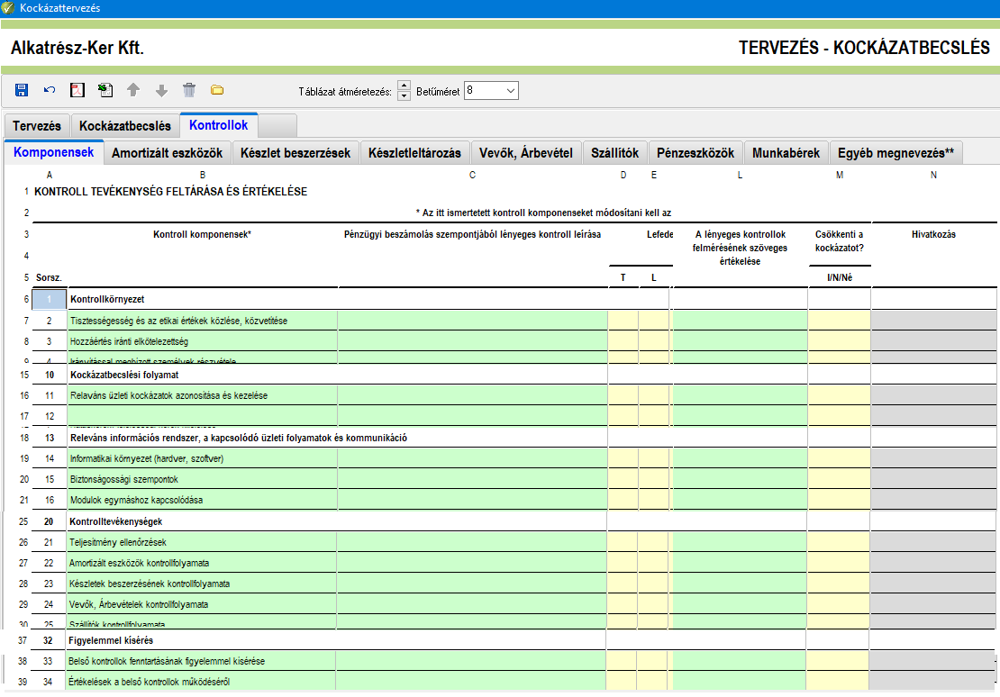 Kockázattervezés
Alkatrész-Ker Kft. TERVEZÉS - KOCKÁZATBECSLÉS
Táblázat átméretezés: Betűméret 8
Tervezés Kockázatbecslés Kontrollok
Komponensek Amortizált eszközök Készlet beszerzések Készletleltározás Vevők, Árbevétel Szállítók Pénzeszközök Munkabérek Egyéb megnevezés**
A B C D E L M N
1 KONTROLL TEVÉKENYSÉG FELTÁRÁSA ÉS ÉRTÉKELÉSE
2 * Az itt ismertetett kontroll komponenseket módosítani kell az
3 Kontroll komponensek* Pénzügyi beszámolás szempontjából lényeges kontroll leírása Lefede A lényeges kontrollok Csökkenti a Hivatkozás
felmérésének szöveges kockázatot?
4 értékelése
5 Sorsz. T L I/N/Né
6 1 Kontrollkörnyezet
7 2 Tisztességesség és az etikai értékek közlése, közvetítése
8 3 Hozzáértés iránti elkötelezettség
9 4 Irányítással megbízott személyek részvétele
15 10 Kockázatbecslési folyamat
16 11 Relaváns üzleti kockázatok azonosítása és kezelése
17 12
18 13 Releváns információs rendszer, a kapcsolódó üzleti folyamatok és kommunikáció
19 14 Informatikai környezet (hardver, szoftver)
20 15 Biztonságossági szempontok
21 16 Modulok egymáshoz kapcsolódása
25 20 Kontrolltevékenységek
26 21 Teljesítmény ellenőrzések
27 22 Amortizált eszközök kontrollfolyamata
28 23 Készletek beszerzésének kontrollfolyamata
29 24 Vevők, Árbevételek kontrollfolyamata
30 25 Szállítók kontrollfolyamata
37 32 Figyelemmel kísérés
38 33 Belső kontrollok fenntartásának figyelemmel kísérése
39 34 Értékelések a belső kontrollok működéséről